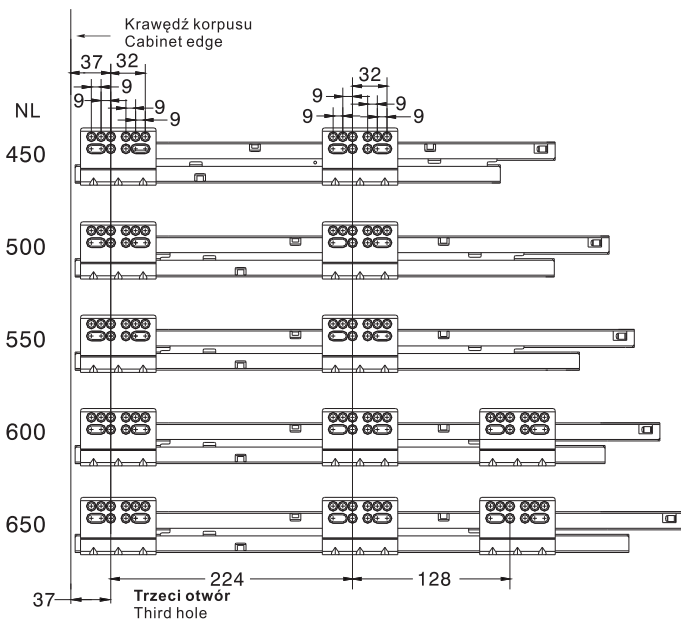 Krawędź korpusu
Cabinet edge
37 32
32
9 9
9 9
9 9
9 9
NL
450
500
550
600
650
224 128
37
Trzeci otwór
Third hole